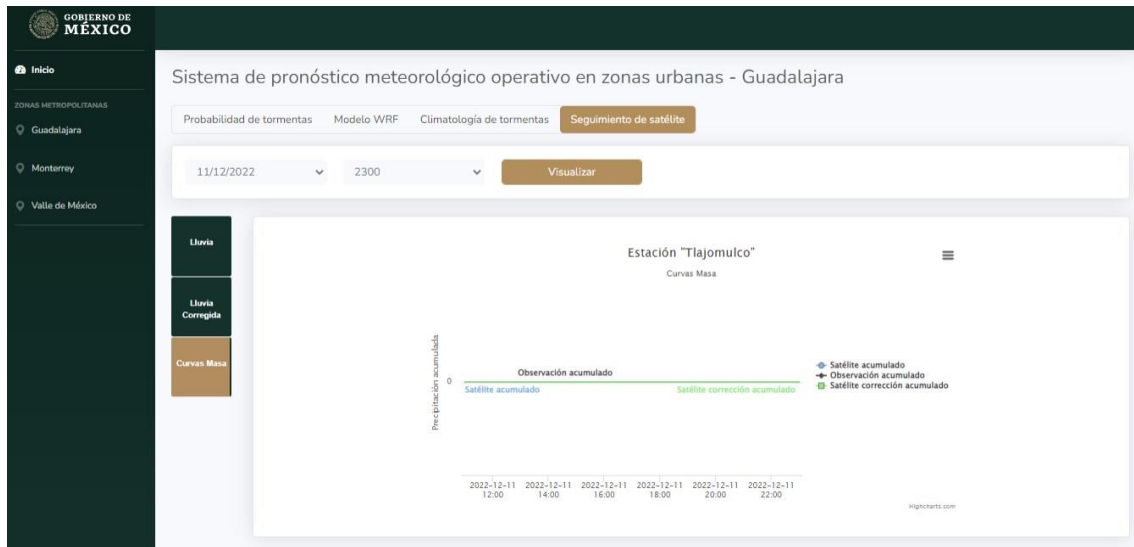 GOBIERNO DE
MÉXICO
Inicio
ZONAS METROPOLITANAS
Guadalajara
Monterrey
Valle de México
Sistema de pronóstico meteorológico operativo en zonas urbanas - Guadalajara
Probabilidad de tormentas Modelo WRF Climatología de tormentas Seguimiento de satélite
11/12/2022 2300 Visualizar
Lluvia
Lluvia
Corregida
Curvas Masa
Estación "Tlajomulco"
Curvas Masa
Precipitación acumulada
0
Observación acumulado
Satélite acumulado
Satélite corrección acumulado
Satélite acumulado
Observación acumulado
Satélite corrección acumulado
2022-12-11 2022-12-11 2022-12-11 2022-12-11 2022-12-11 2022-12-11
12:00 14:00 16:00 18:00 20:00 22:00
Highcharts.com